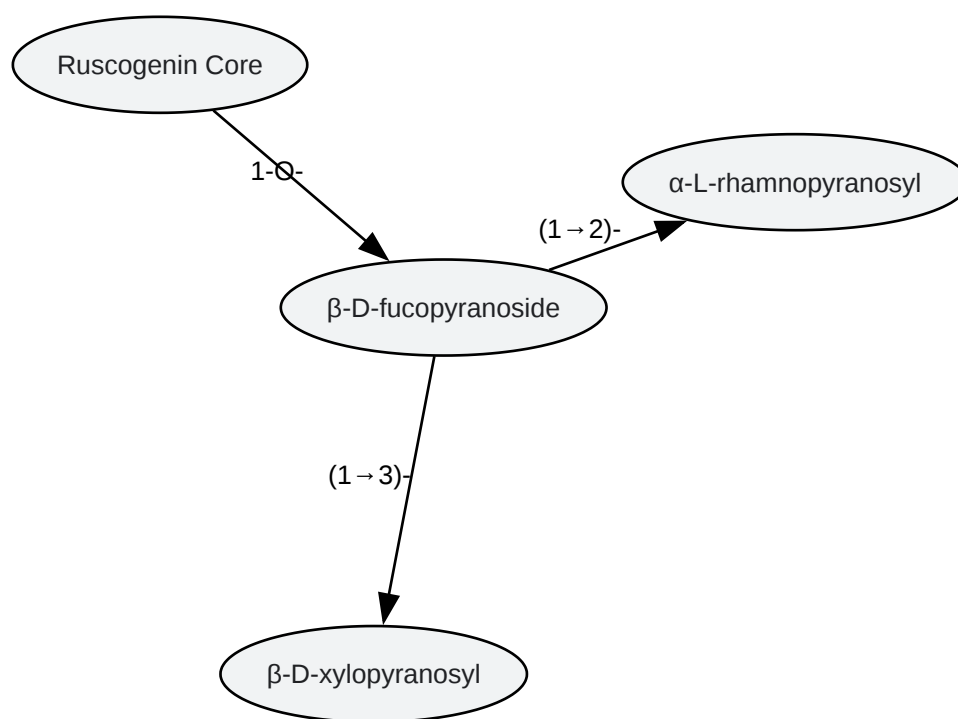 Ruscogenin Core
1-O-
α-L-rhamnopyranosyl
(1→2)-
β-D-fucopyranoside
(1→3)-
β-D-xylopyranosyl